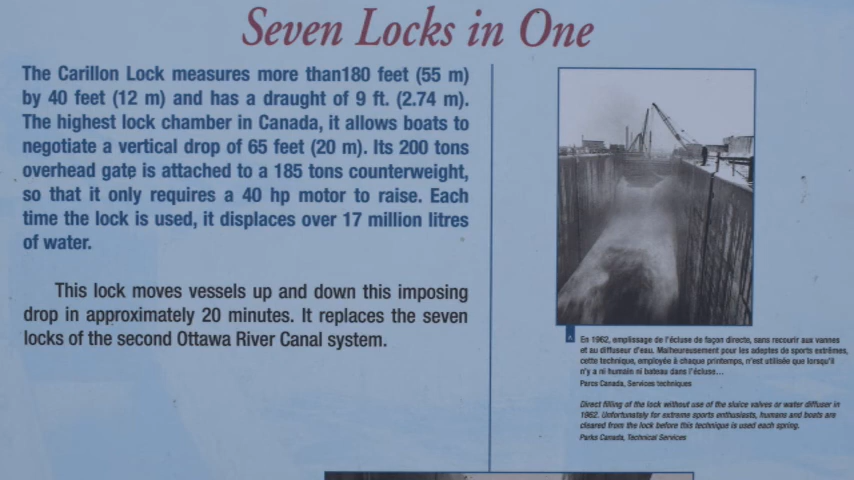 Seven Locks in One
The Carillon Lock measures more than180 feet (55 m)
by 40 feet (12 m) and has a draught of 9 ft. (2.74 m).
The highest lock chamber in Canada, it allows boats to
negotiate a vertical drop of 65 feet (20 m). Its 200 tons
overhead gate is attached to a 185 tons counterweight,
so that it only requires a 40 hp motor to raise. Each
time the lock is used, it displaces over 17 million litres
of water.
This lock moves vessels up and down this imposing
drop in approximately 20 minutes. It replaces the seven
locks of the second Ottawa River Canal system.
En 1962, emplissage de l'écluse de façon directe, sans recourir aux vannes
et au diffuseur d'eau. Malheureusement pour les adeptes de sports extrêmes,
cette technique, employée à chaque printemps, n'est utilisée que lorsqu'il
n'y a ni humain ni bateau dans l'écluse...
Parcs Canada, Services techniques
Direct filling of the lock without use of the sluice valves or water diffuser in
1962. Unfortunately for extreme sports enthusiasts, humans and boats are
cleared from the lock before this technique is used each spring.
Parks Canada, Technical Services